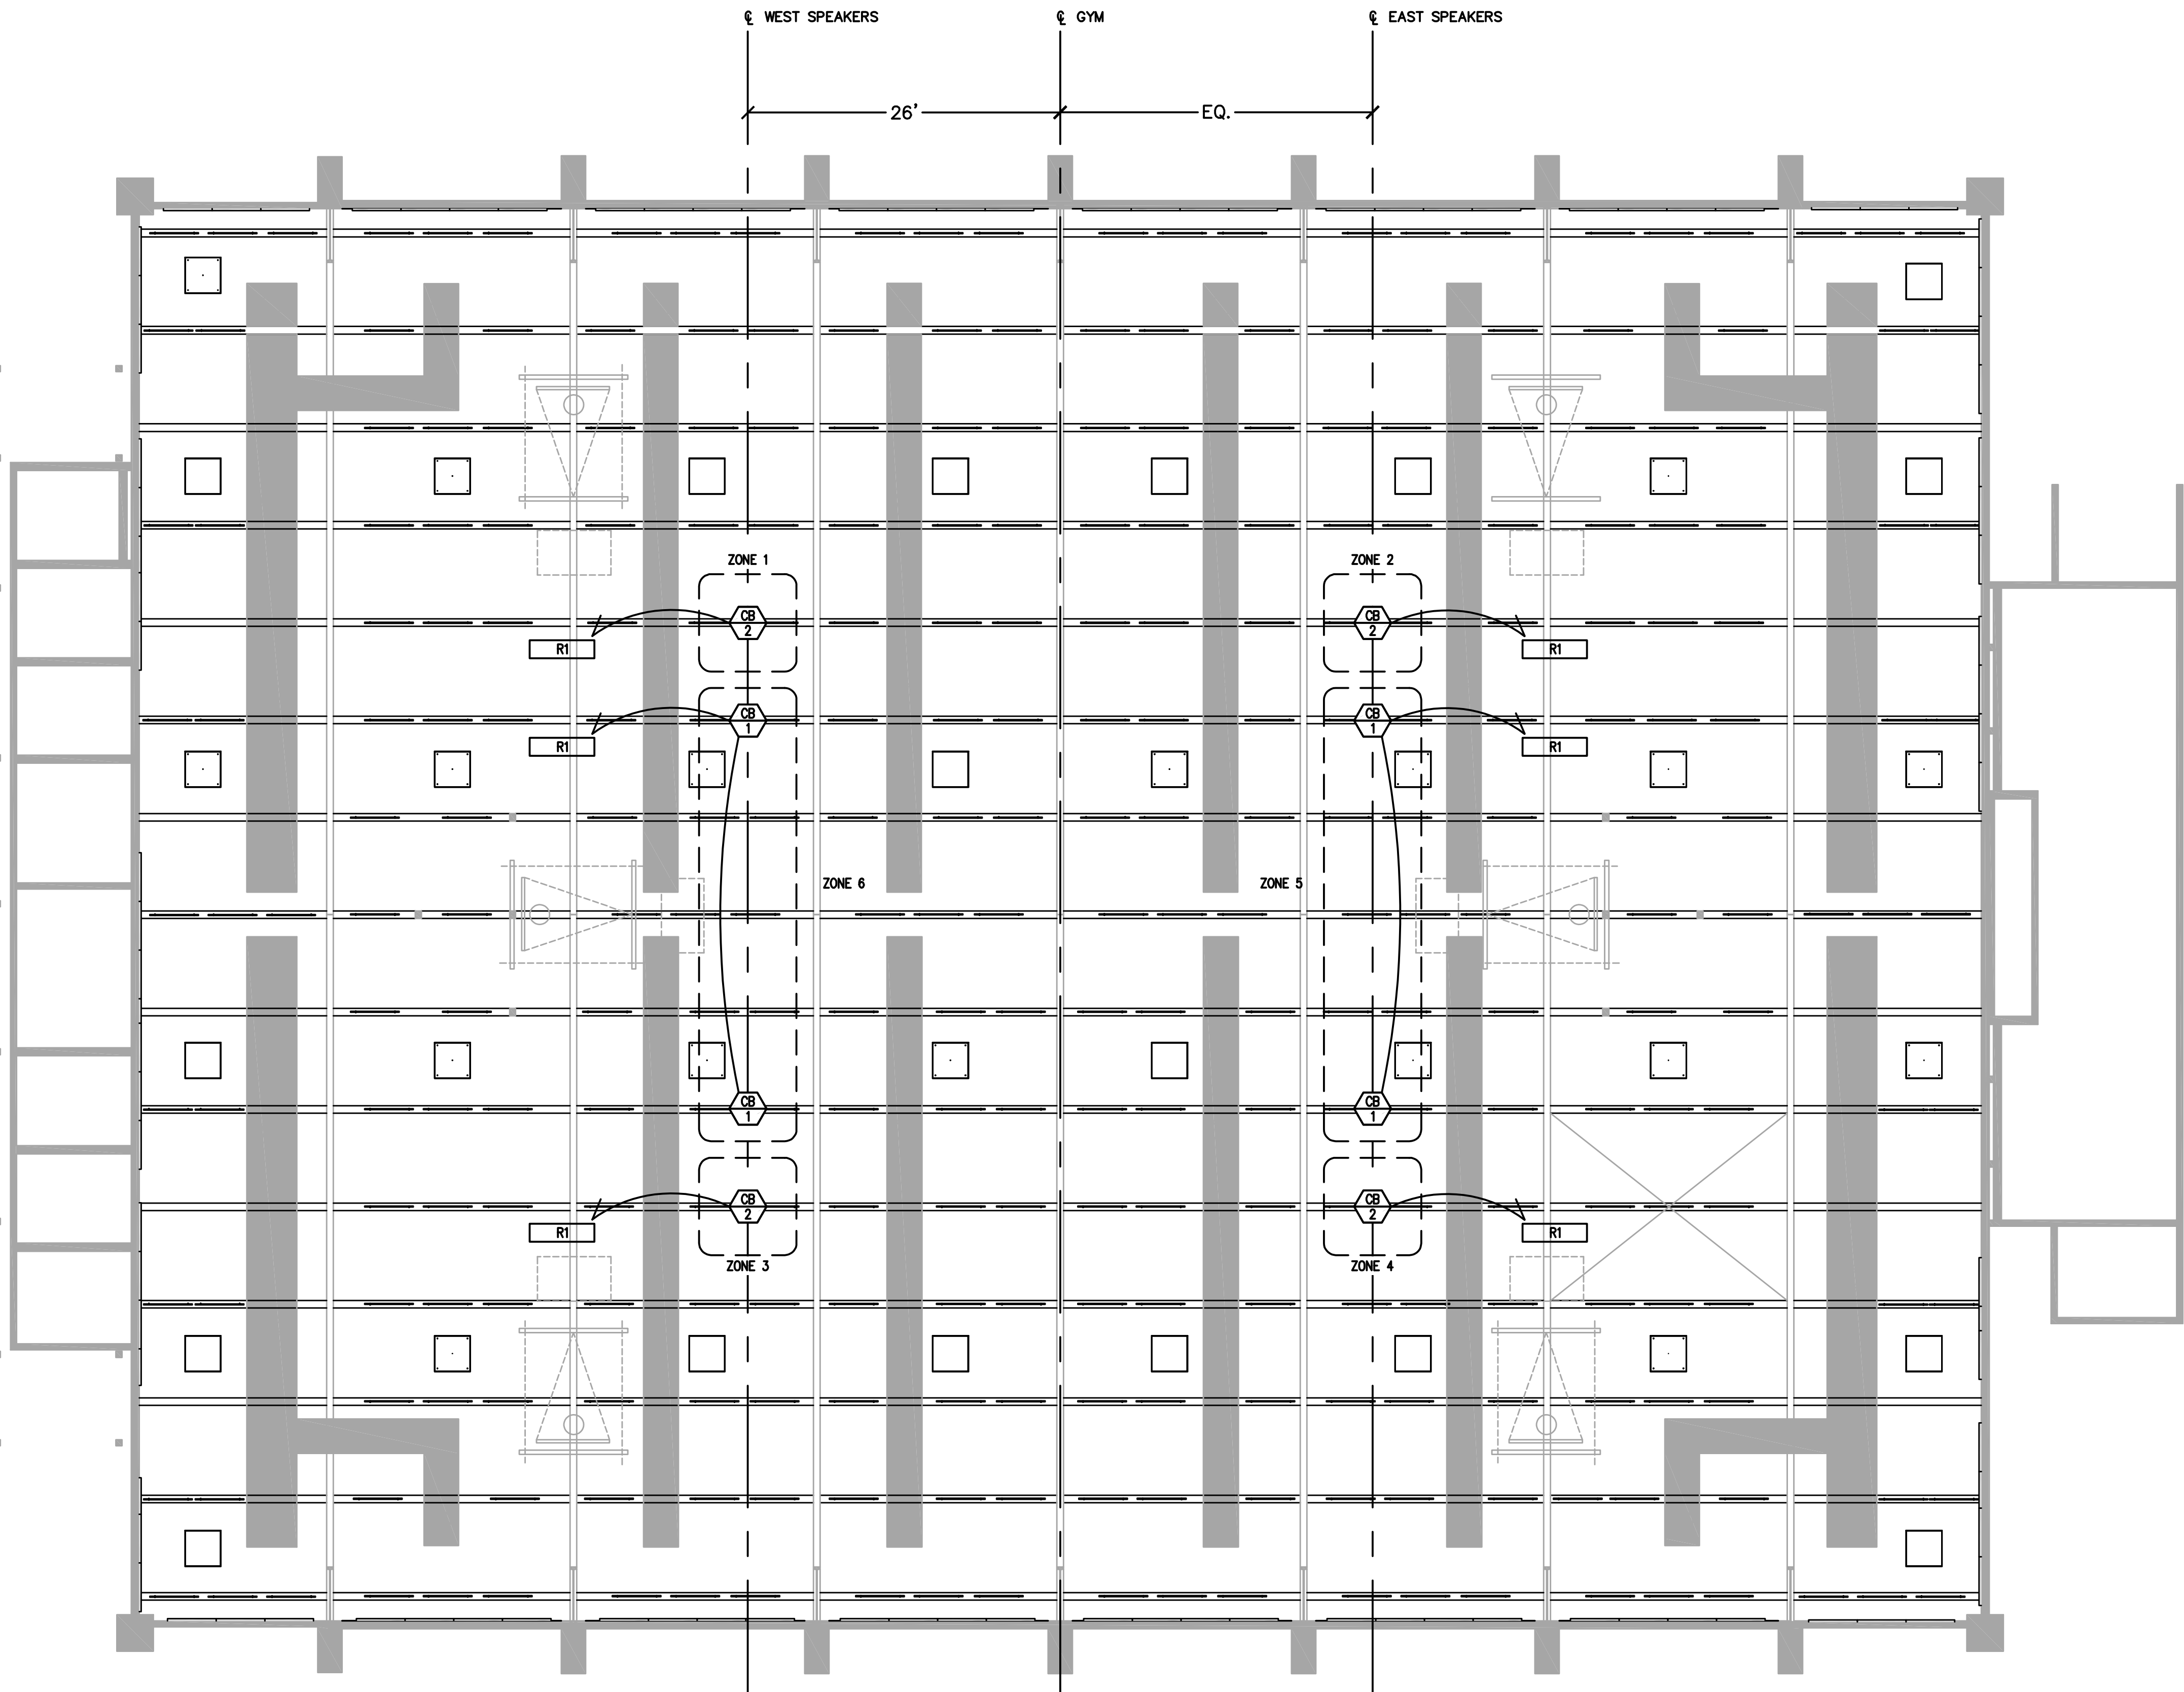 ℄ WEST SPEAKERS
℄ GYM
℄ EAST SPEAKERS
26'
EQ.
ZONE 1
ZONE 2
CB
2
CB
2
R1
R1
CB
1
CB
1
R1
R1
ZONE 6
ZONE 5
CB
1
CB
1
CB
2
CB
2
R1
R1
ZONE 3
ZONE 4